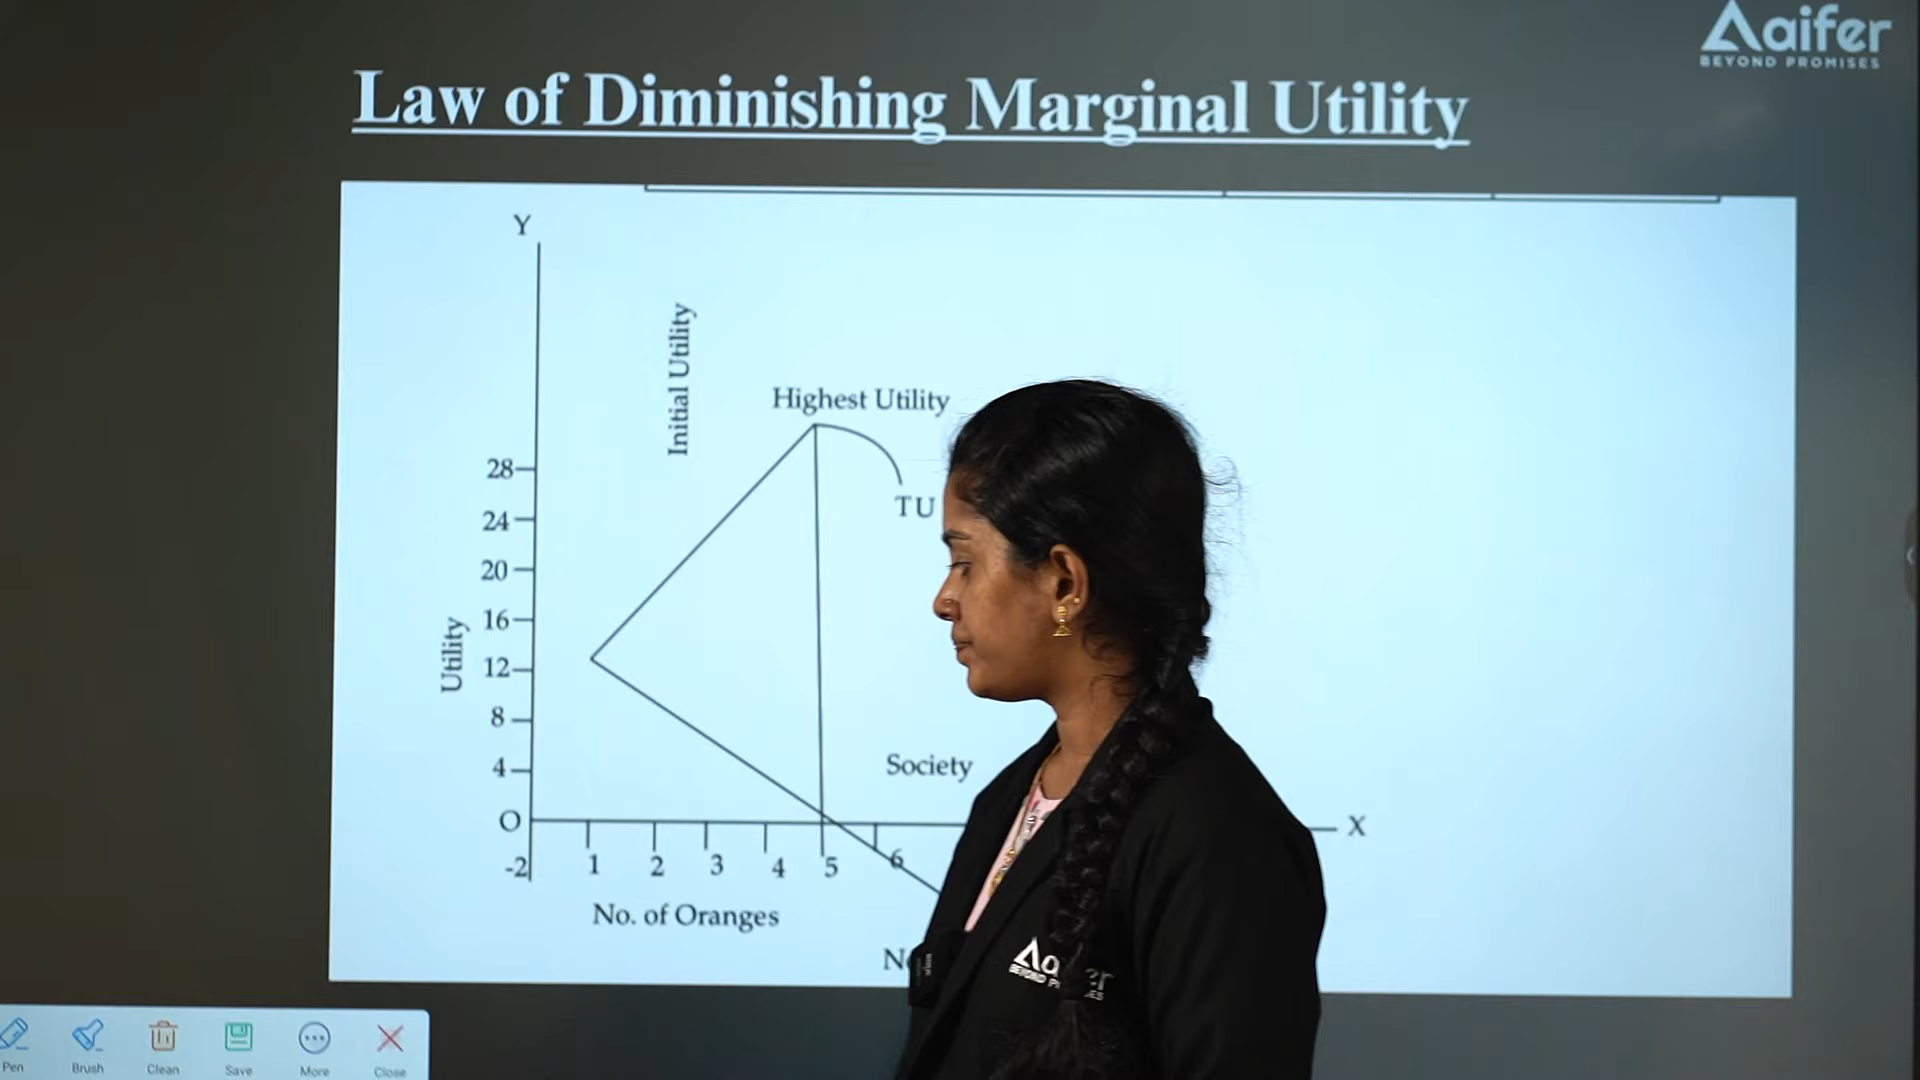 Aaifer
BEYOND PROMISES
Law of Diminishing Marginal Utility
Y
Initial Utility
Highest Utility
28
TU
24
20
16
Utility
12
8
4
Society
O
X
-2
1 2 3 4 5 6
No. of Oranges
Pen Brush Clean Save More Close